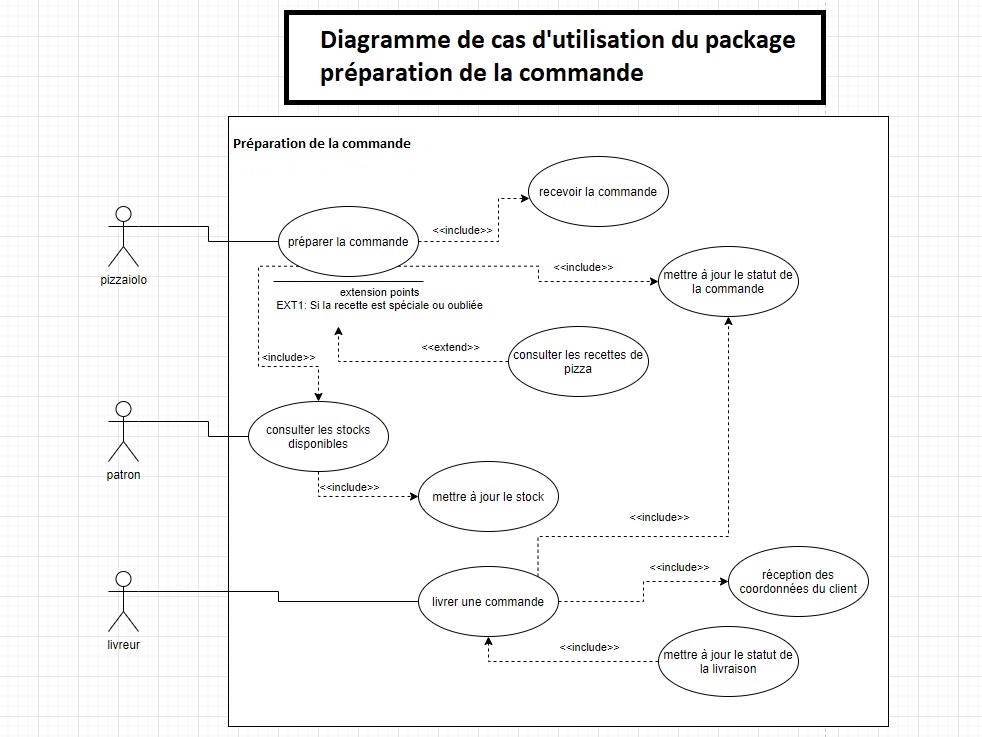 Diagramme de cas d'utilisation du package
préparation de la commande
Préparation de la commande
recevoir la commande
<<include>>
préparer la commande
pizzaiolo
<<include>>
mettre à jour le statut de
la commande
extension points
EXT1: Si la recette est spéciale ou oubliée
<<extend>>
consulter les recettes de
pizza
<include>>
consulter les stocks
disponibles
patron
<<include>>
mettre à jour le stock
<<include>>
<<include>>
réception des
coordonnées du client
livrer une commande
livreur
<<include>>
mettre à jour le statut de
la livraison